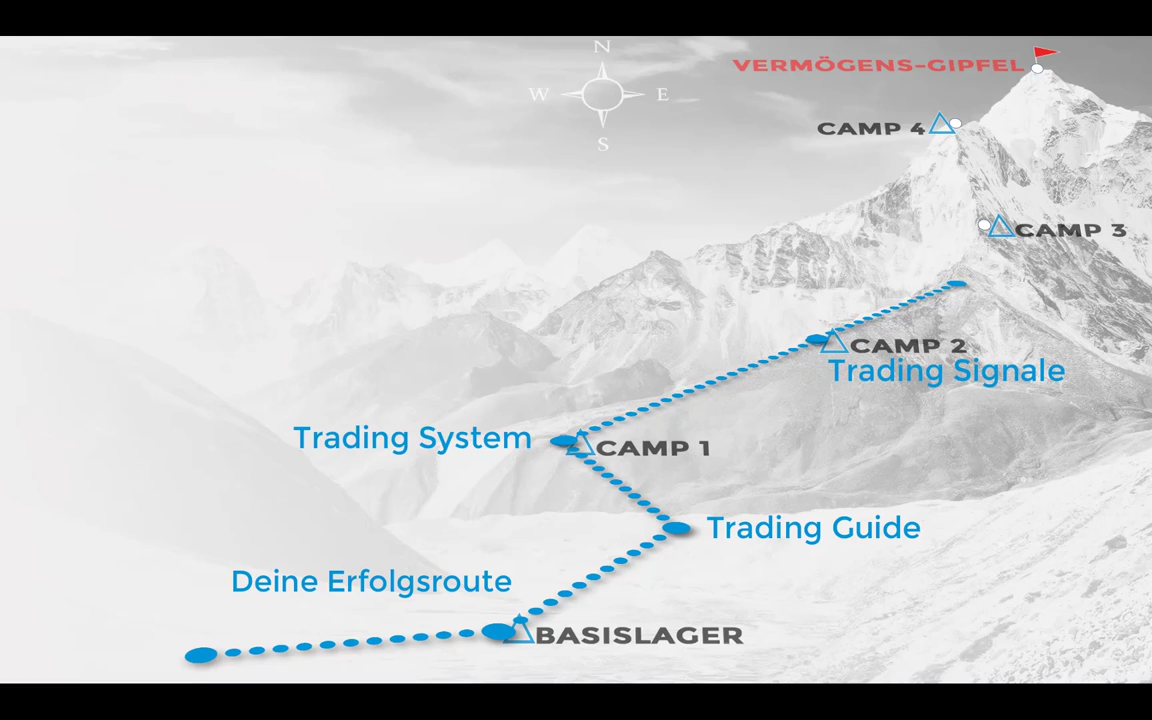 N
W E
S
VERMÖGENS-GIPFEL
CAMP 4
CAMP 3
CAMP 2
Trading Signale
Trading System
CAMP 1
Trading Guide
Deine Erfolgsroute
BASISLAGER